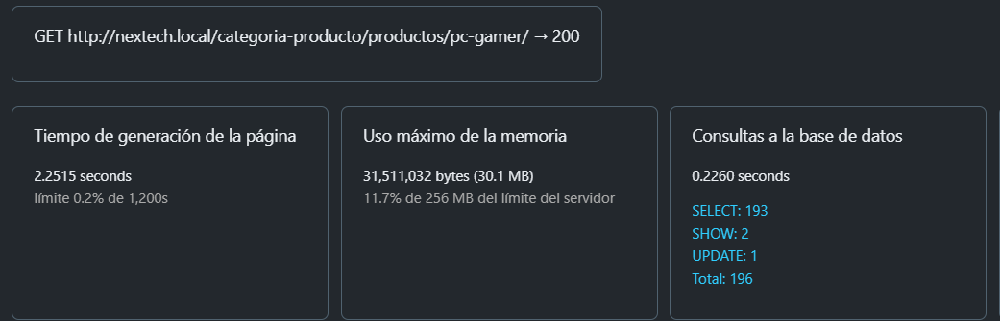 GET http://nextech.local/categoria-producto/productos/pc-gamer/ → 200
Tiempo de generación de la página
2.2515 seconds
límite 0.2% de 1,200s
Uso máximo de la memoria
31,511,032 bytes (30.1 MB)
11.7% de 256 MB del límite del servidor
Consultas a la base de datos
0.2260 seconds
SELECT: 193
SHOW: 2
UPDATE: 1
Total: 196